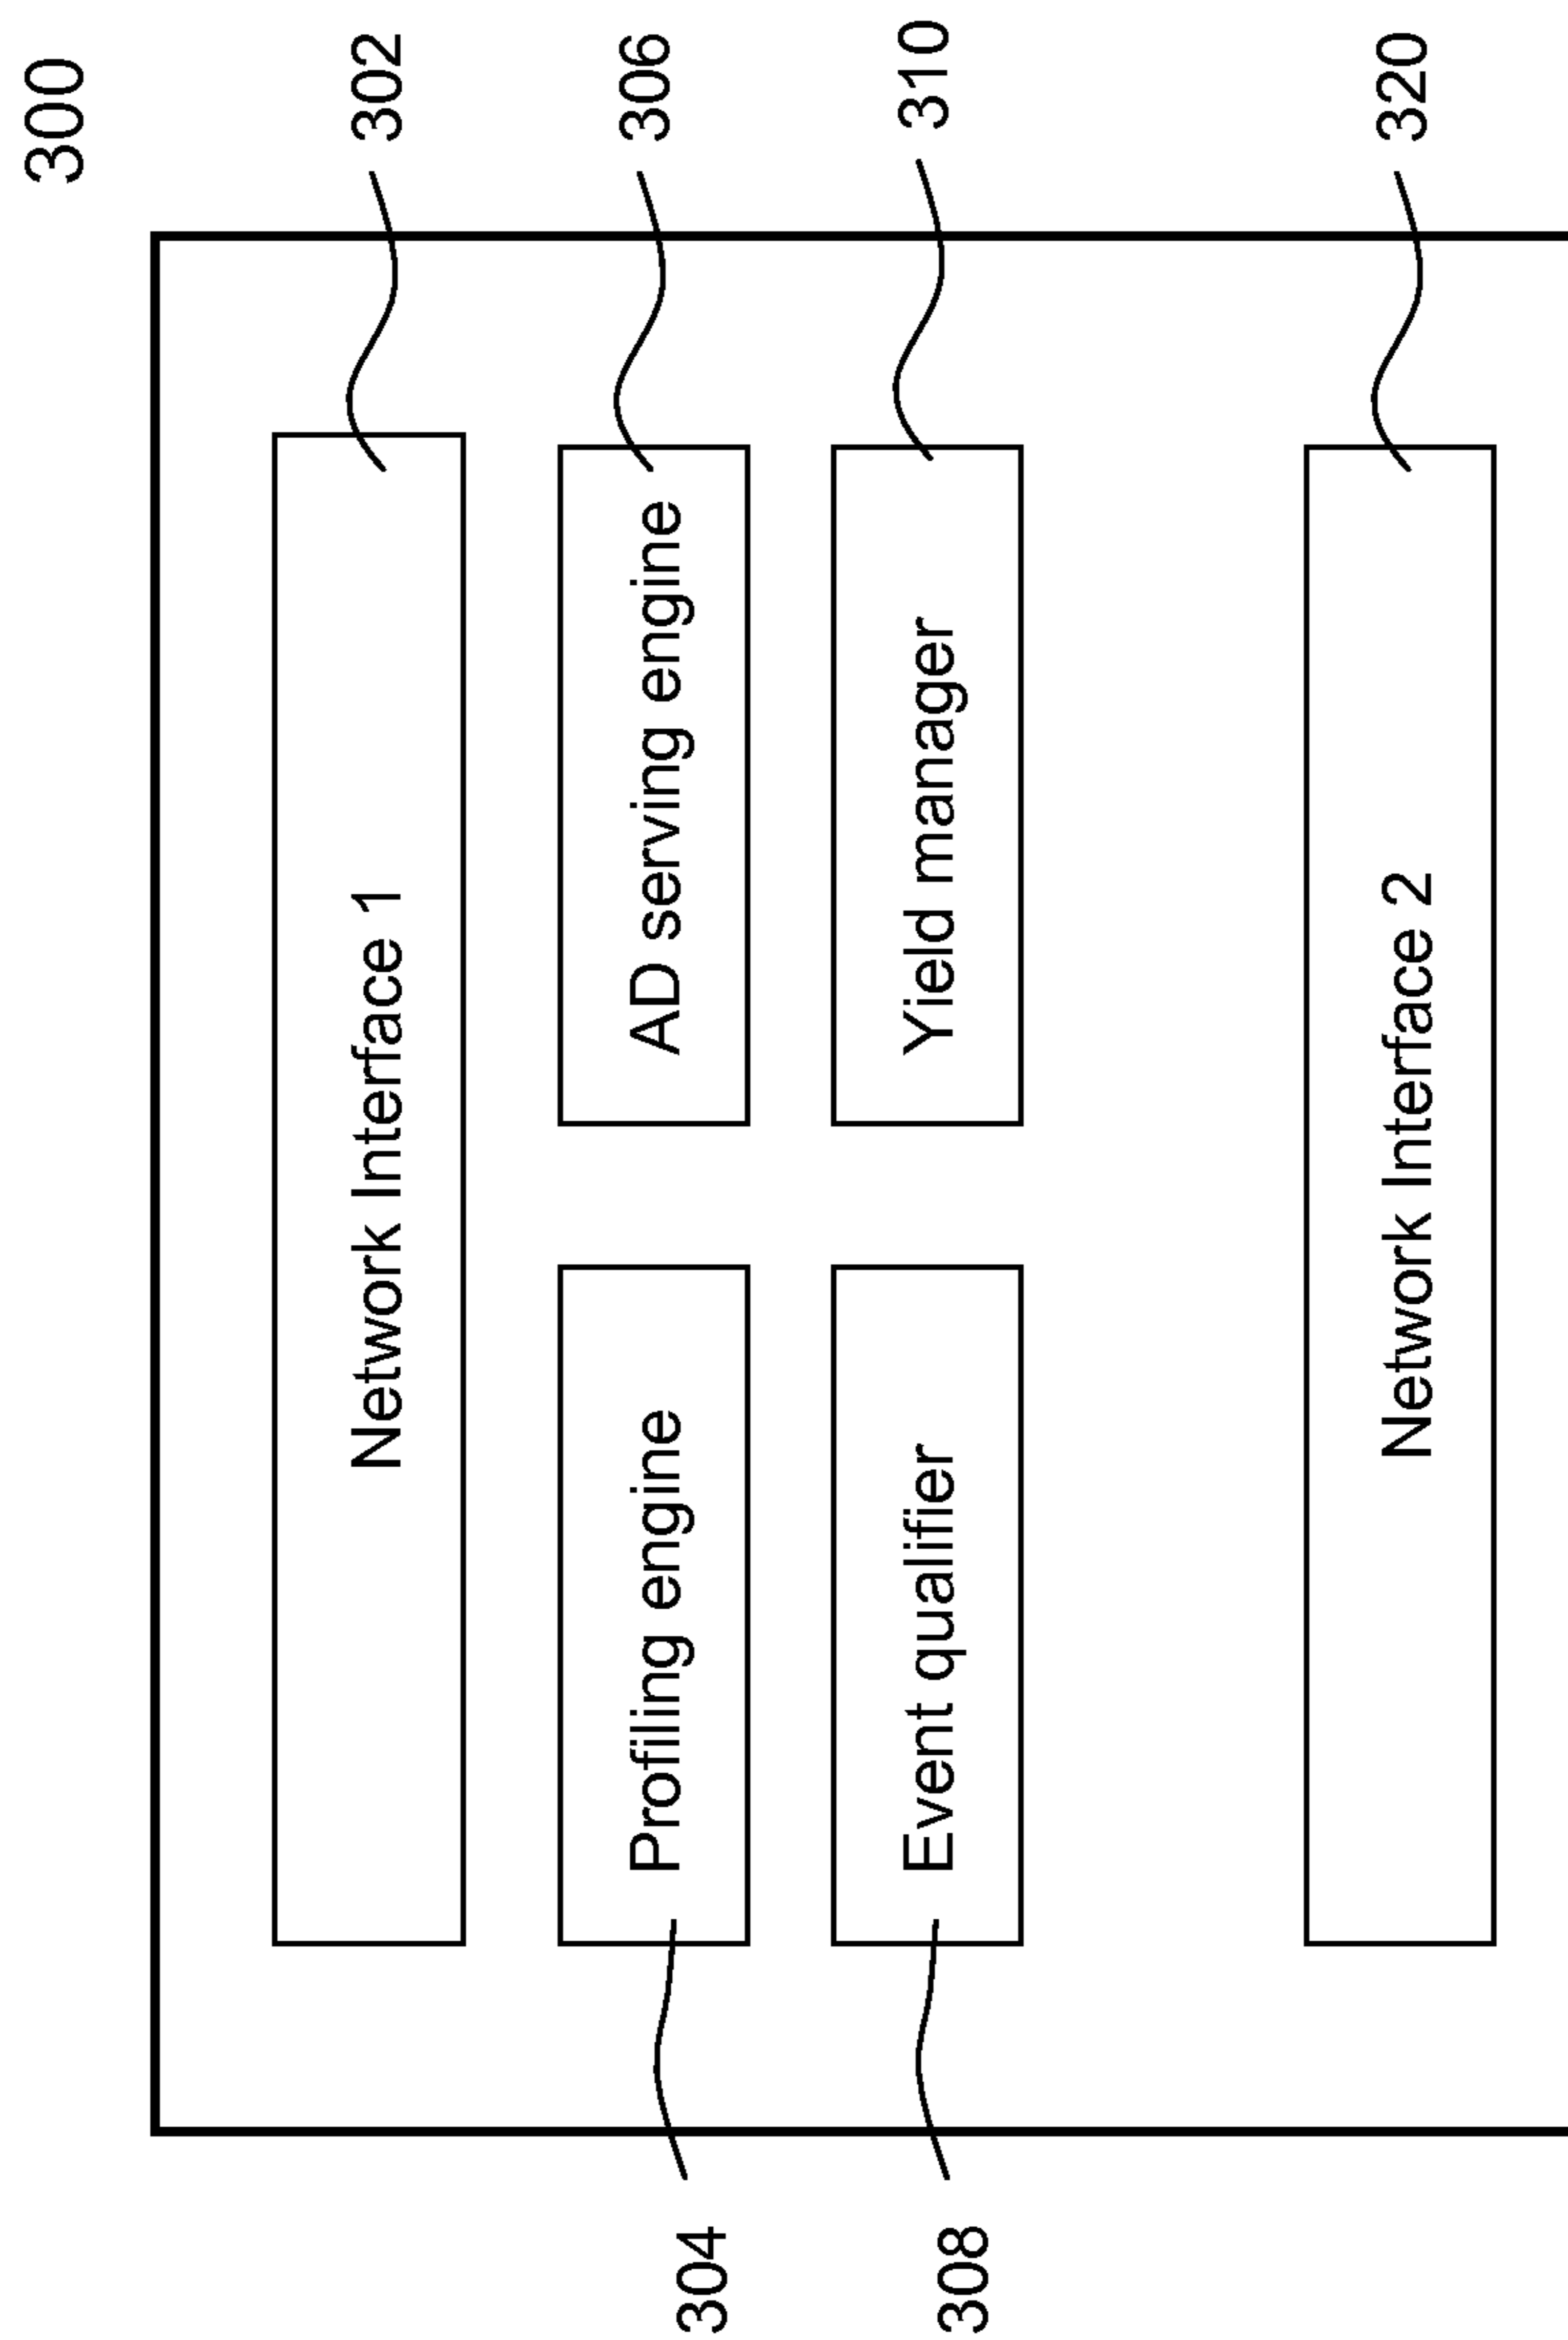 300
Network Interface 1
302
304
Profiling engine
AD serving engine
306
308
Event qualifier
Yield manager
310
Network Interface 2
320